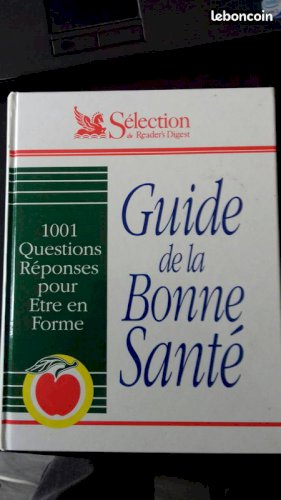 leboncoin
Sélection
du Reader's Digest
1001
Questions
Réponses
pour
Etre en
Forme
Guide
de la
Bonne
Santé